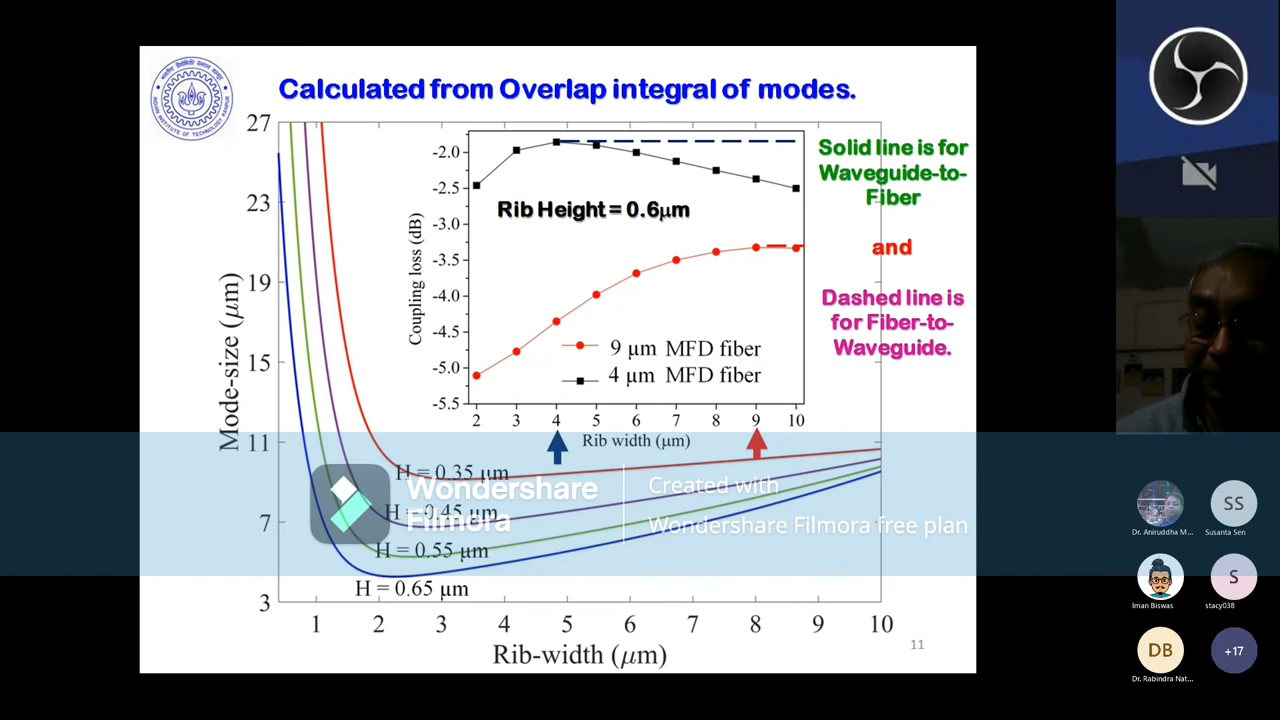 Calculated from Overlap integral of modes.
27
23
19
15
11
7
3
Mode-size (μm)
1
2
3
4
5
6
7
8
9
10
Rib-width (μm)
H = 0.35 μm
H = 0.45 μm
H = 0.55 μm
H = 0.65 μm
-2.0
-2.5
-3.0
-3.5
-4.0
-4.5
-5.0
-5.5
Coupling loss (dB)
Rib Height = 0.6μm
9 μm MFD fiber
4 μm MFD fiber
2
3
4
5
6
7
8
9
10
Rib width (μm)
Solid line is for
Waveguide-to-
Fiber
and
Dashed line is
for Fiber-to-
Waveguide.
11
Wondershare
Filmora
Created with
Wondershare Filmora free plan
Dr. Aniruddha M...
SS
Susanta Sen
Iman Biswas
S
stacy038
DB
Dr. Rabindra Nat...
+17